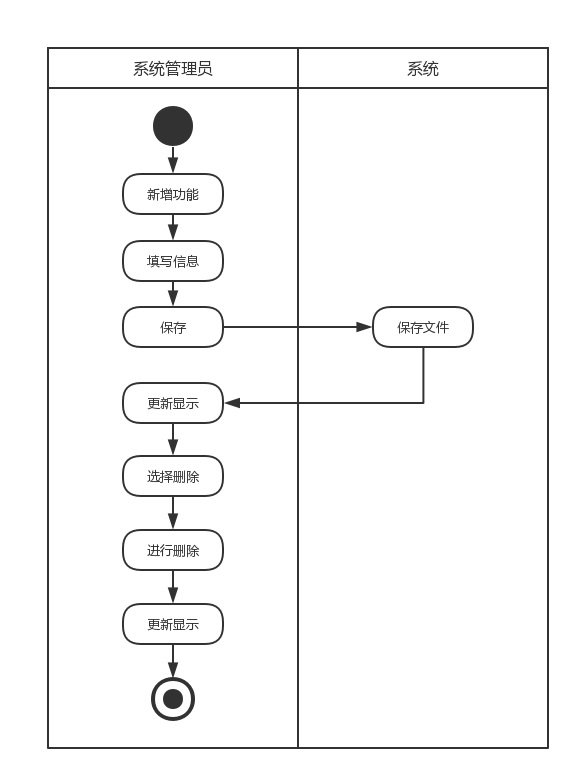 系统管理员
系统
新增功能
填写信息
保存
保存文件
更新显示
选择删除
进行删除
更新显示